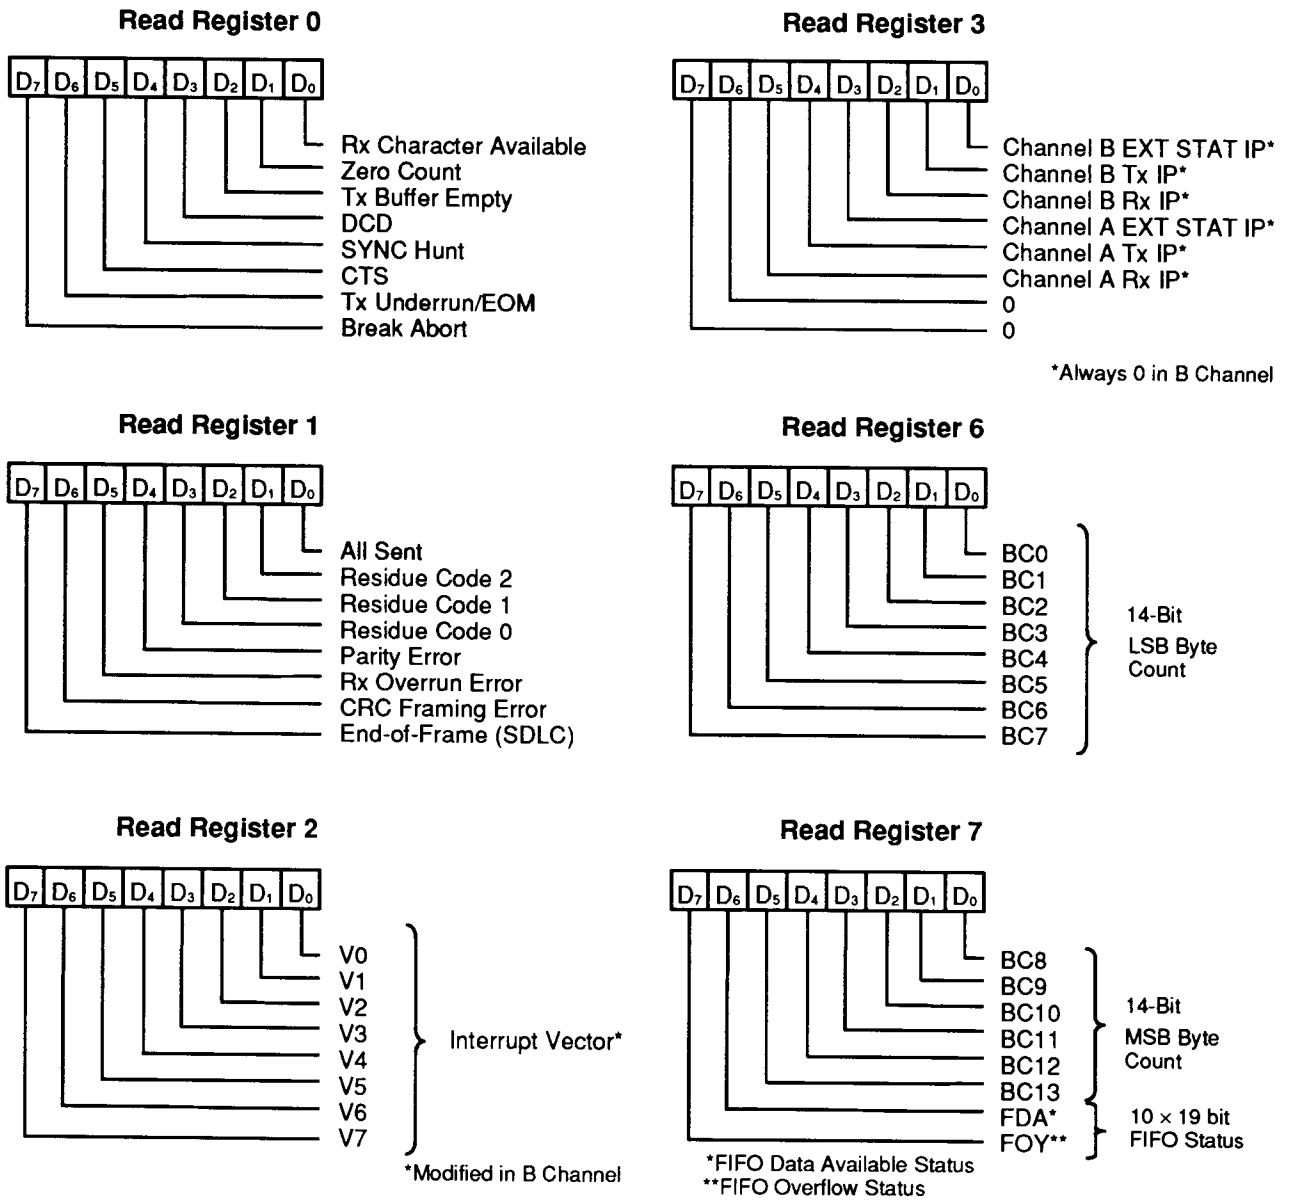 Read Register 0
D7 D6 D5 D4 D3 D2 D1 D0
Rx Character Available
Zero Count
Tx Buffer Empty
DCD
SYNC Hunt
CTS
Tx Underrun/EOM
Break Abort
Read Register 1
D7 D6 D5 D4 D3 D2 D1 D0
All Sent
Residue Code 2
Residue Code 1
Residue Code 0
Parity Error
Rx Overrun Error
CRC Framing Error
End-of-Frame (SDLC)
Read Register 2
D7 D6 D5 D4 D3 D2 D1 D0
V0
V1
V2
V3
V4
V5
V6
V7
Interrupt Vector*
*Modified in B Channel
Read Register 3
D7 D6 D5 D4 D3 D2 D1 D0
Channel B EXT STAT IP*
Channel B Tx IP*
Channel B Rx IP*
Channel A EXT STAT IP*
Channel A Tx IP*
Channel A Rx IP*
0
0
*Always 0 in B Channel
Read Register 6
D7 D6 D5 D4 D3 D2 D1 D0
BC0
BC1
BC2
BC3
BC4
BC5
BC6
BC7
14-Bit
LSB Byte
Count
Read Register 7
D7 D6 D5 D4 D3 D2 D1 D0
BC8
BC9
BC10
BC11
BC12
BC13
FDA*
FOY**
14-Bit
MSB Byte
Count
10 × 19 bit
FIFO Status
*FIFO Data Available Status
**FIFO Overflow Status